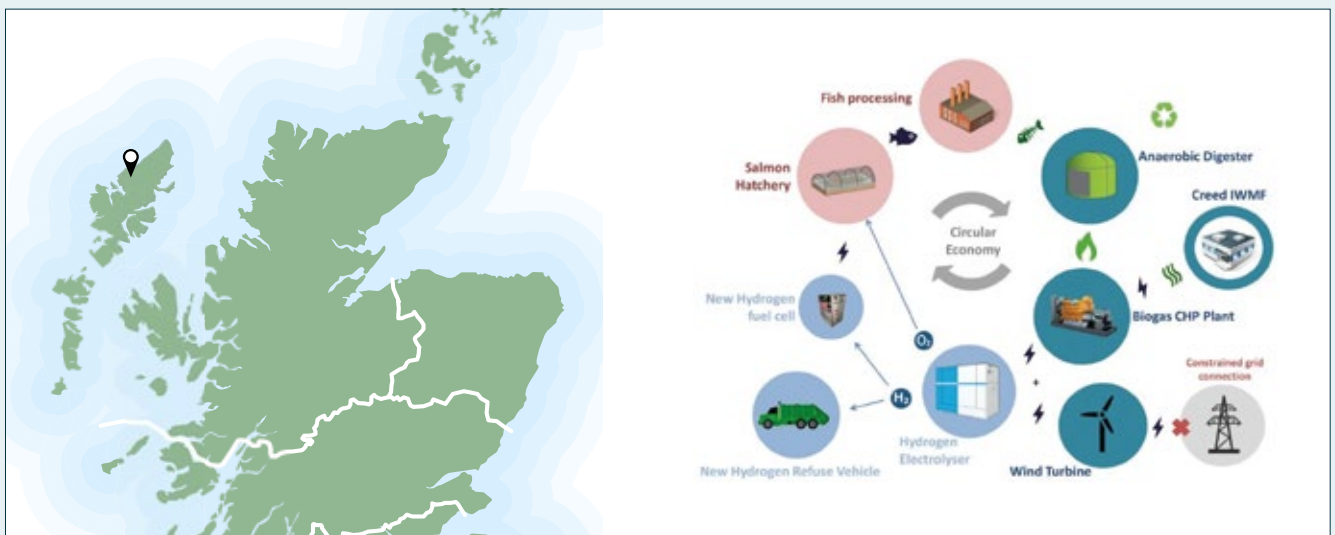 Fish processing
Salmon
Hatchery
Anaerobic Digester
Creed IWMF
Circular
Economy
New Hydrogen
fuel cell
Biogas CHP Plant
O₂
Constrained grid
connection
H₂
Hydrogen
Electrolyser
New Hydrogen Refuse Vehicle
Wind Turbine